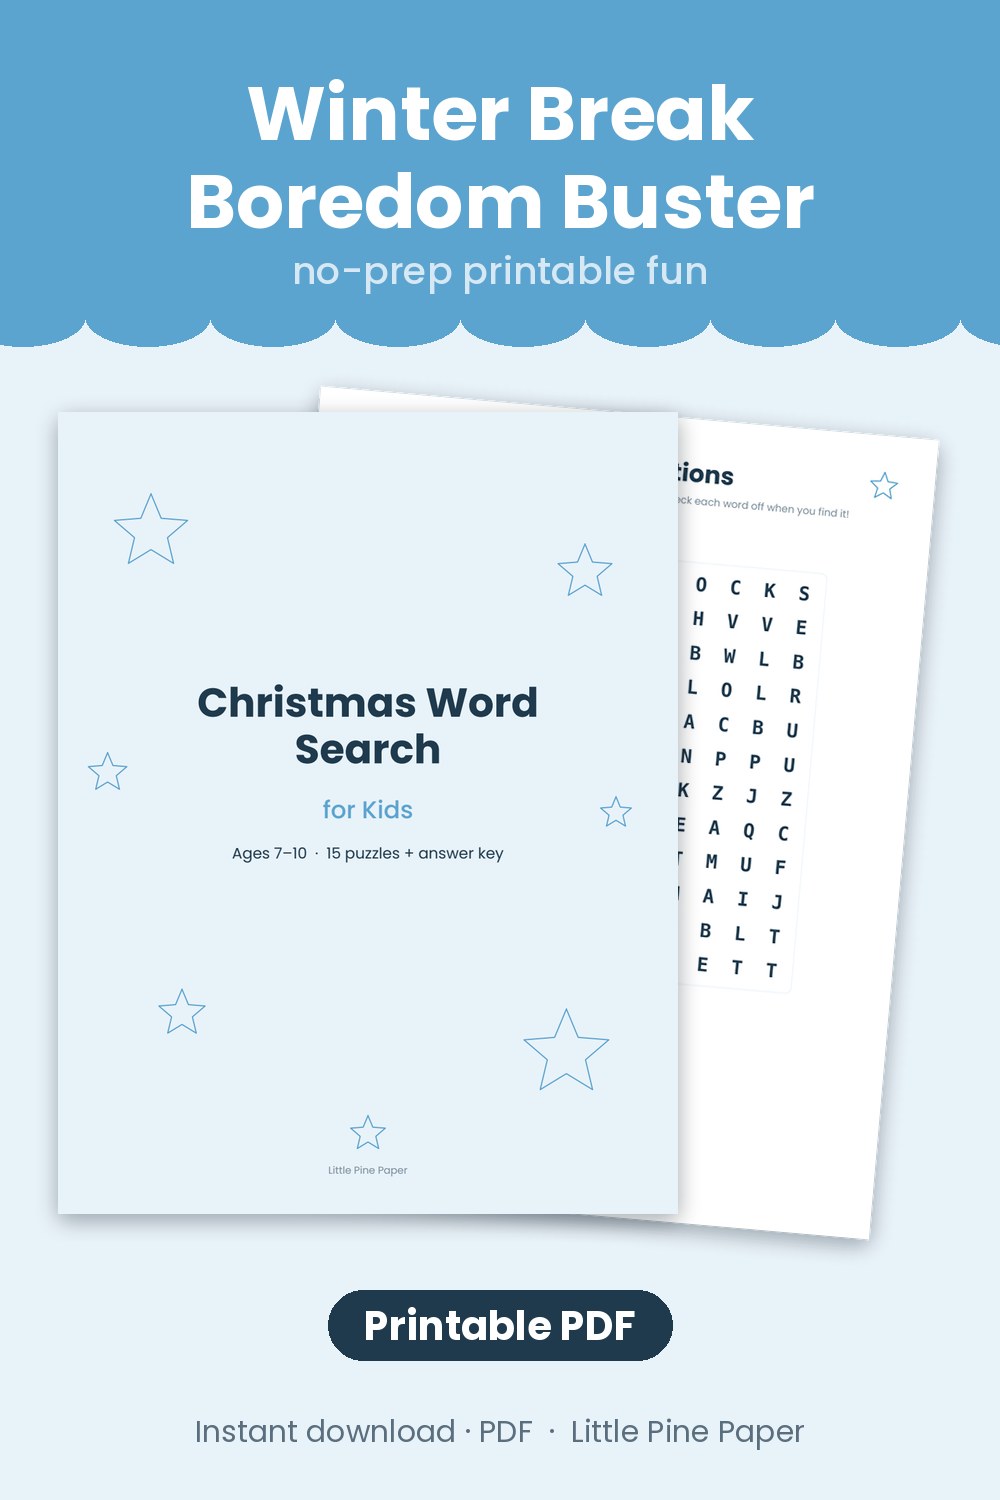 Winter Break
Boredom Buster
no-prep printable fun
Christmas Word
Search
for Kids
Ages 7–10 · 15 puzzles + answer key
Little Pine Paper
each word off when you find it!
O C K S
H V V E
B W L B
L O L R
A C B U
N P P U
K Z J Z
E A Q C
M U F
A I J
B L T
E T T
Printable PDF
Instant download · PDF · Little Pine Paper